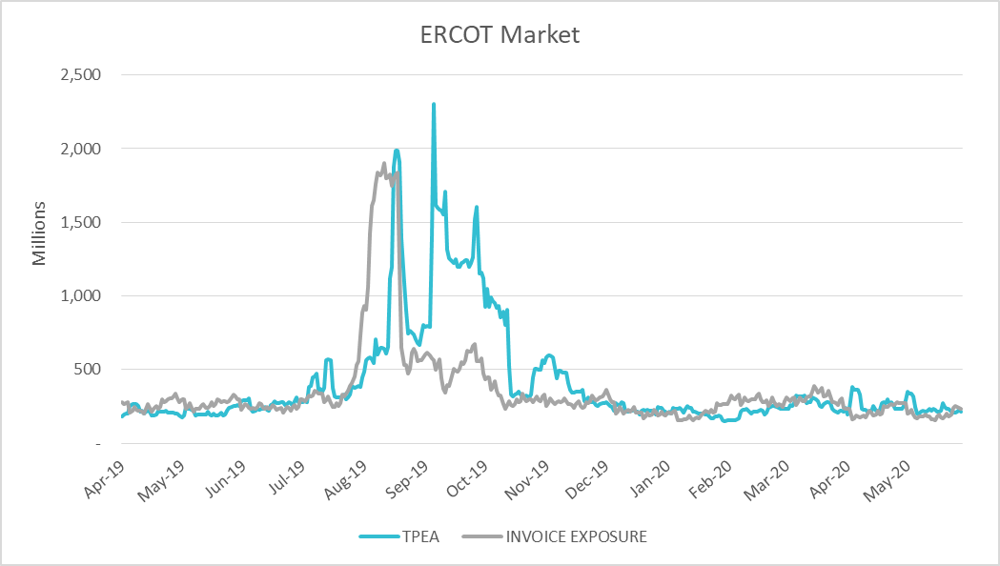 ERCOT Market
Millions
2,500
2,000
1,500
1,000
500
-
Apr-19
May-19
Jun-19
Jul-19
Aug-19
Sep-19
Oct-19
Nov-19
Dec-19
Jan-20
Feb-20
Mar-20
Apr-20
May-20
TPEA
INVOICE EXPOSURE